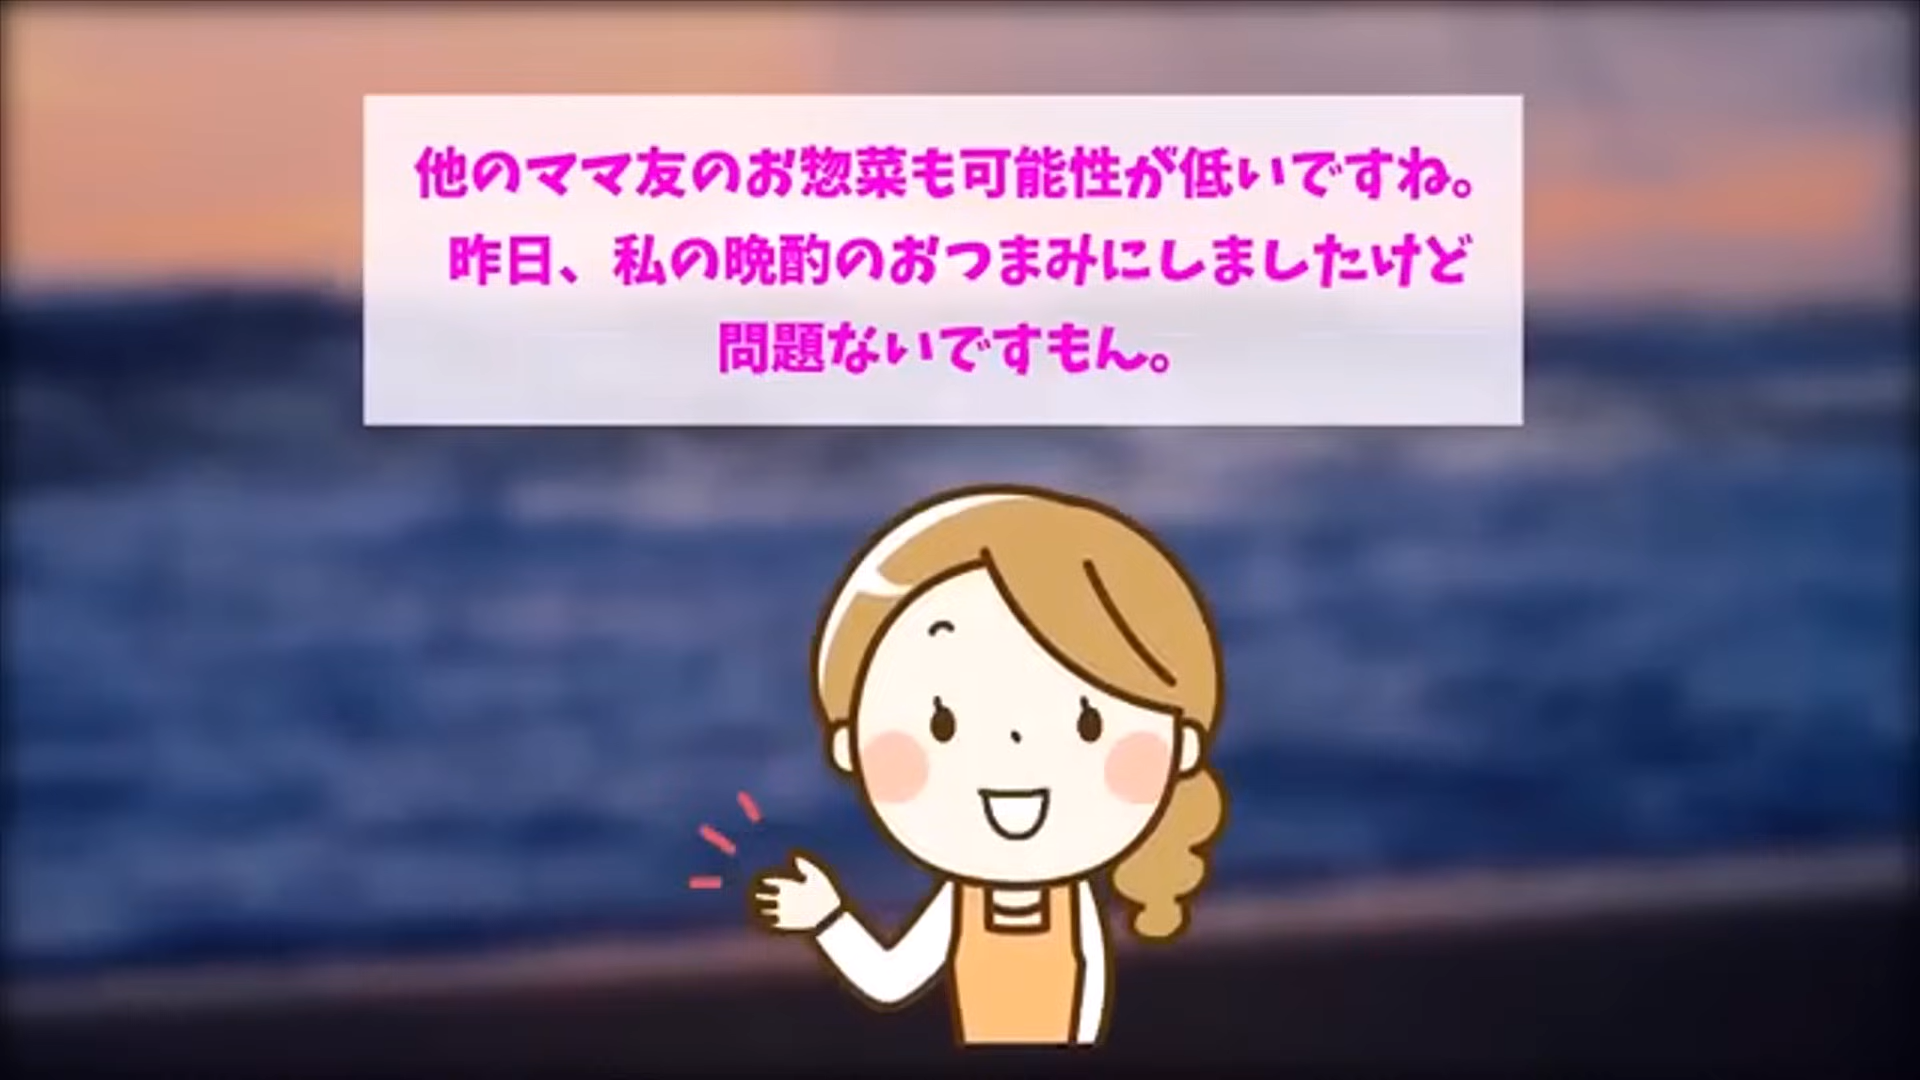 他のママ友のお惣菜も可能性が低いですね。
昨日、私の晩酌のおつまみにしましたけど
問題ないですもん。